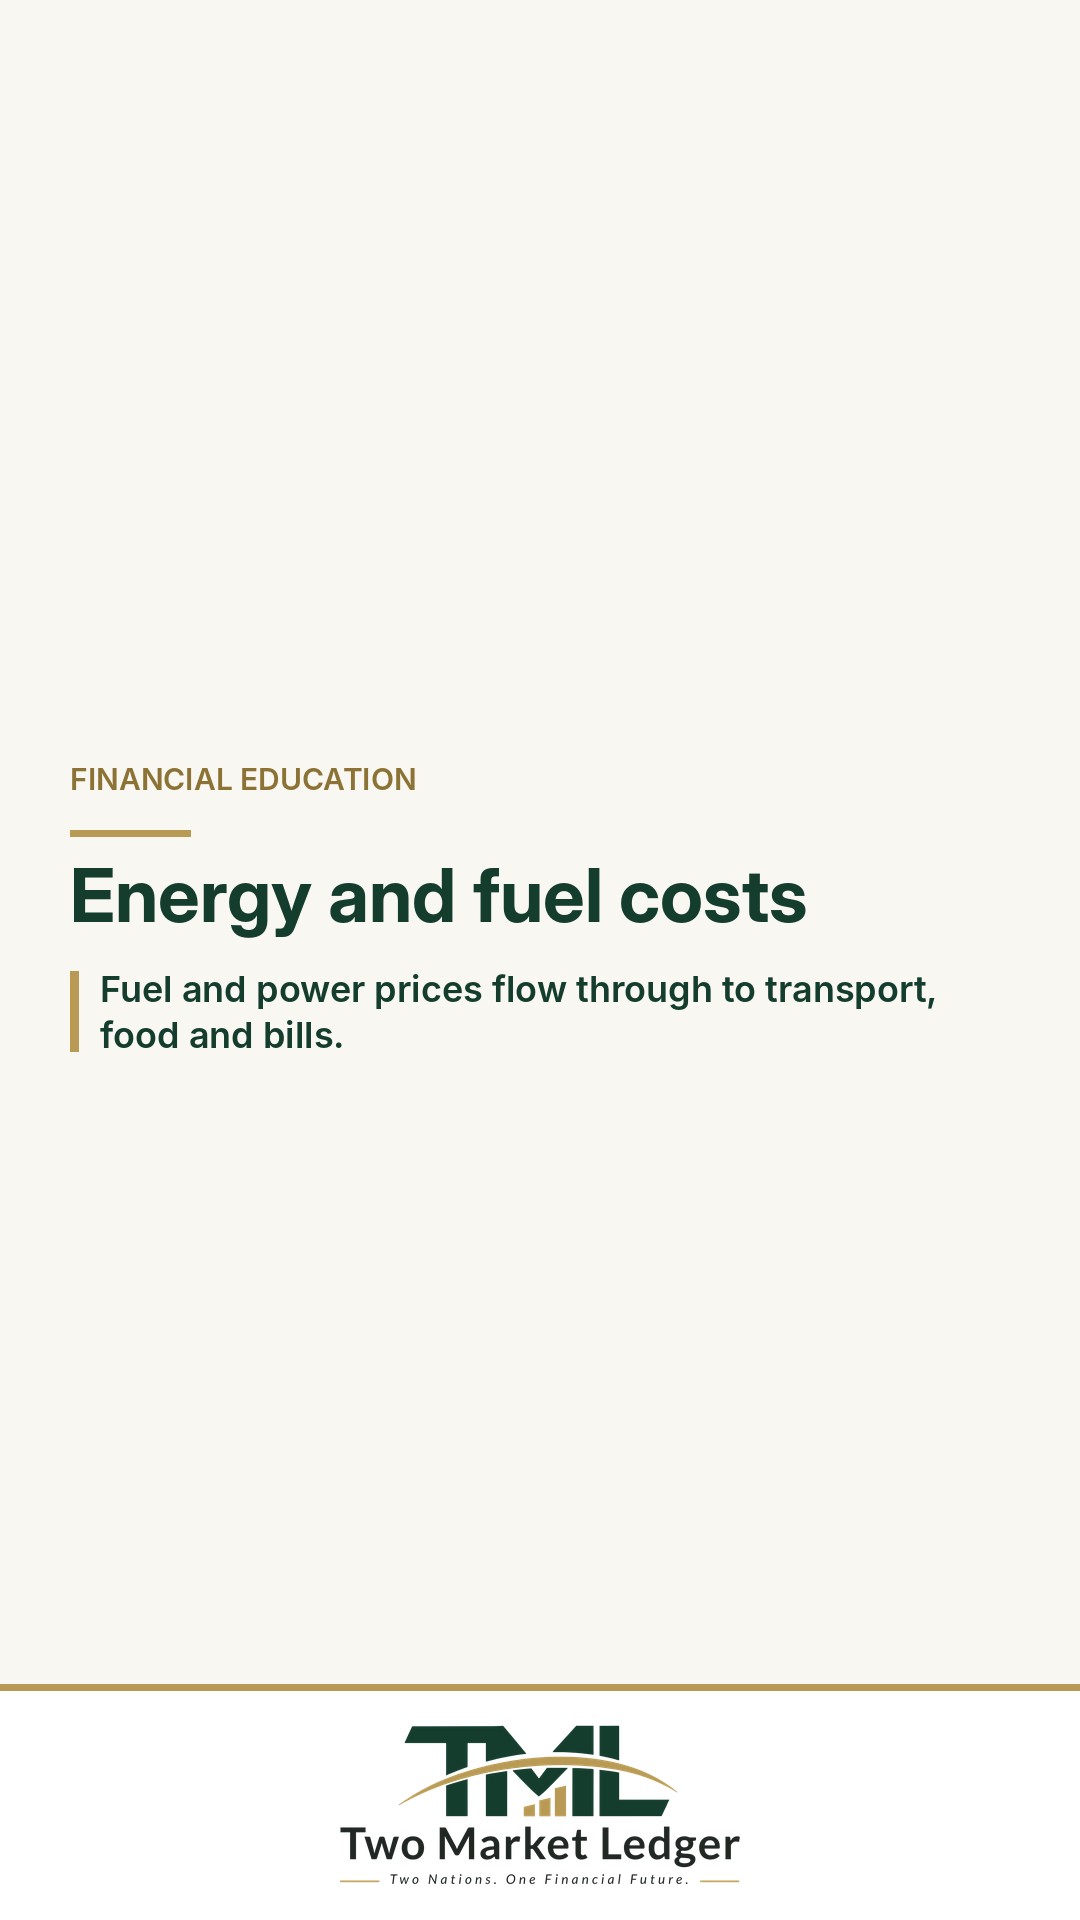 FINANCIAL EDUCATION
Energy and fuel costs
Fuel and power prices flow through to transport,
food and bills.
TML
Two Market Ledger
Two Nations. One Financial Future.